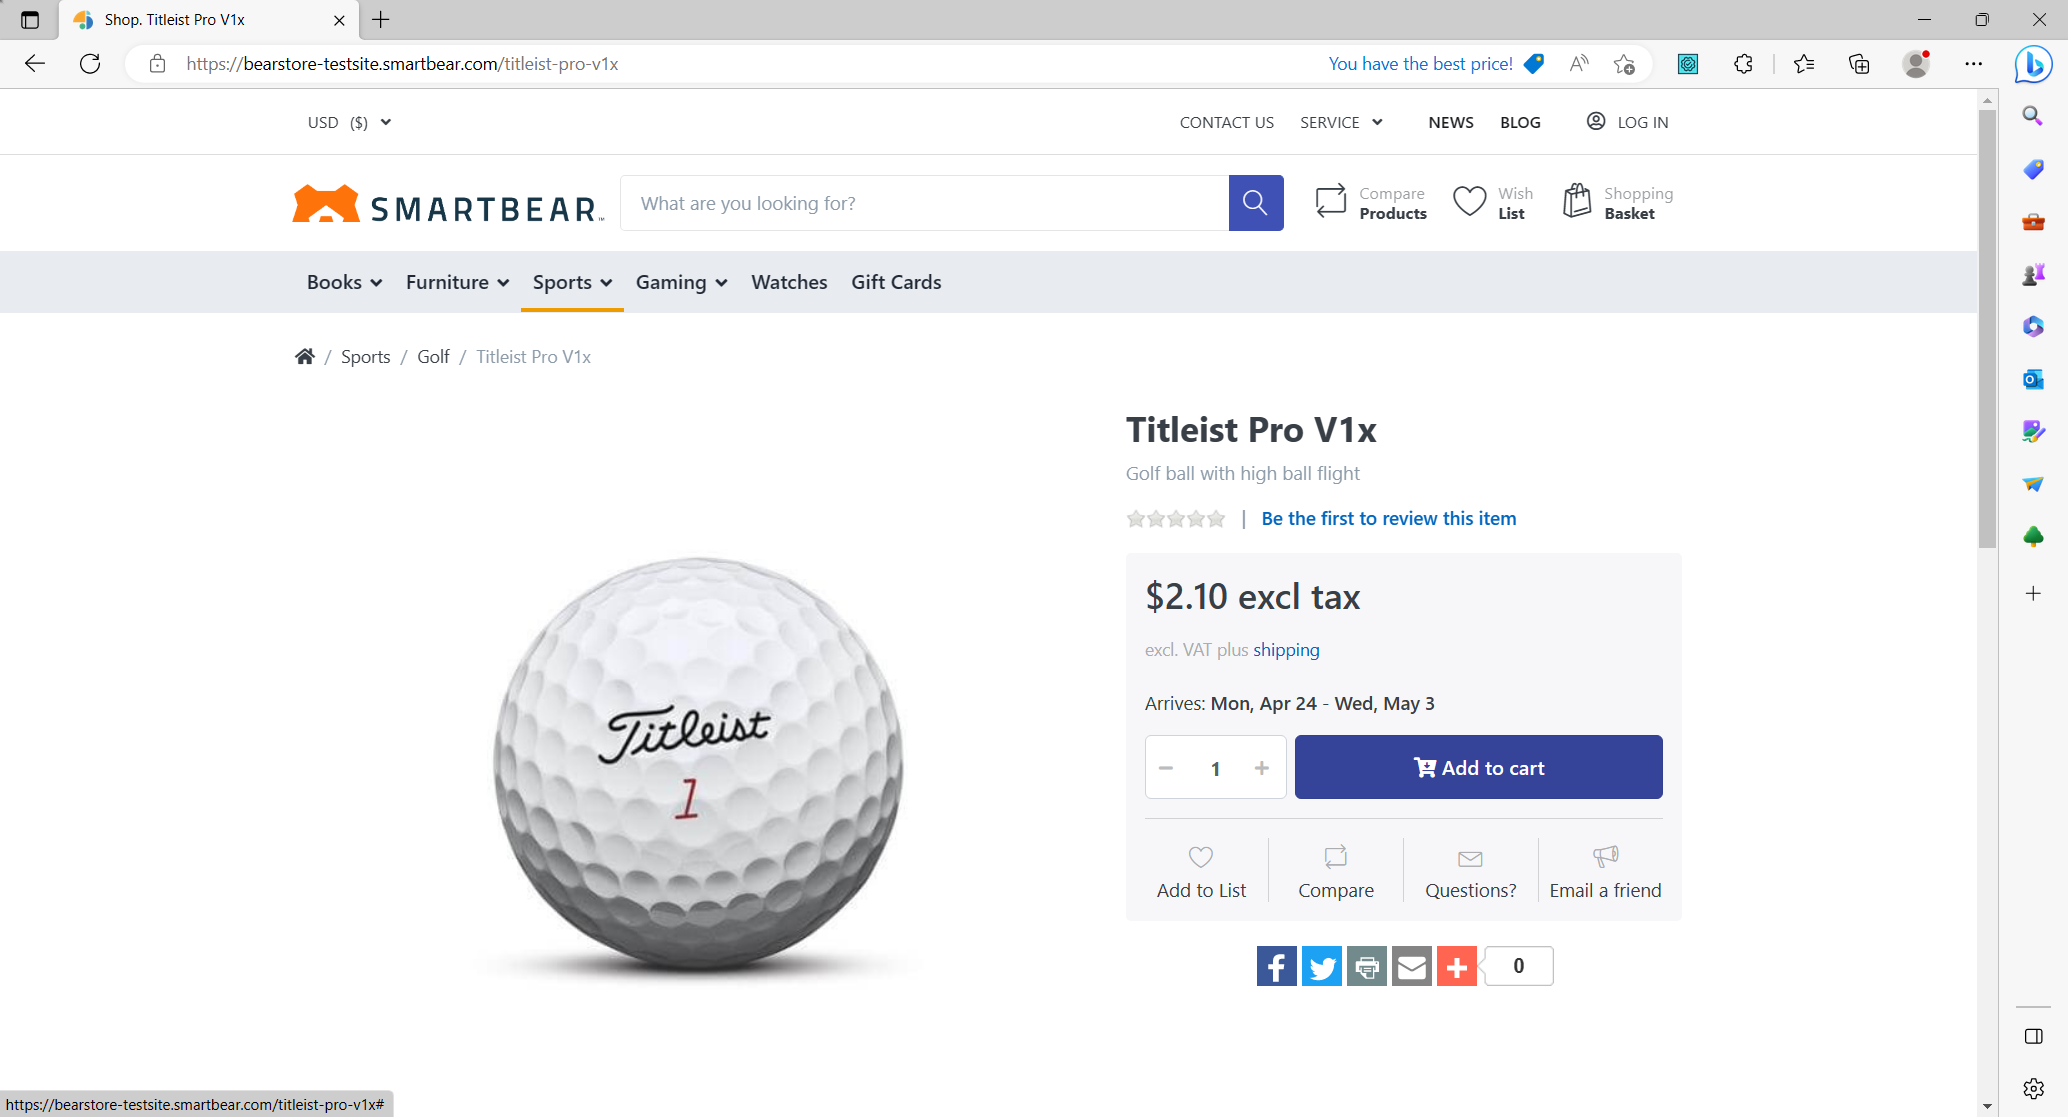 Shop. Titleist Pro V1x
https://bearstore-testsite.smartbear.com/titleist-pro-v1x
You have the best price!
USD ($)
CONTACT US
SERVICE
NEWS
BLOG
LOG IN
SMARTBEAR
What are you looking for?
Compare
Products
Wish
List
Shopping
Basket
Books
Furniture
Sports
Gaming
Watches
Gift Cards
/ Sports / Golf / Titleist Pro V1x
Titleist Pro V1x
Golf ball with high ball flight
| Be the first to review this item
$2.10 excl tax
excl. VAT plus shipping
Arrives: Mon, Apr 24 - Wed, May 3
1
Add to cart
Titleist
1
Add to List
Compare
Questions?
Email a friend
0
https://bearstore-testsite.smartbear.com/titleist-pro-v1x#